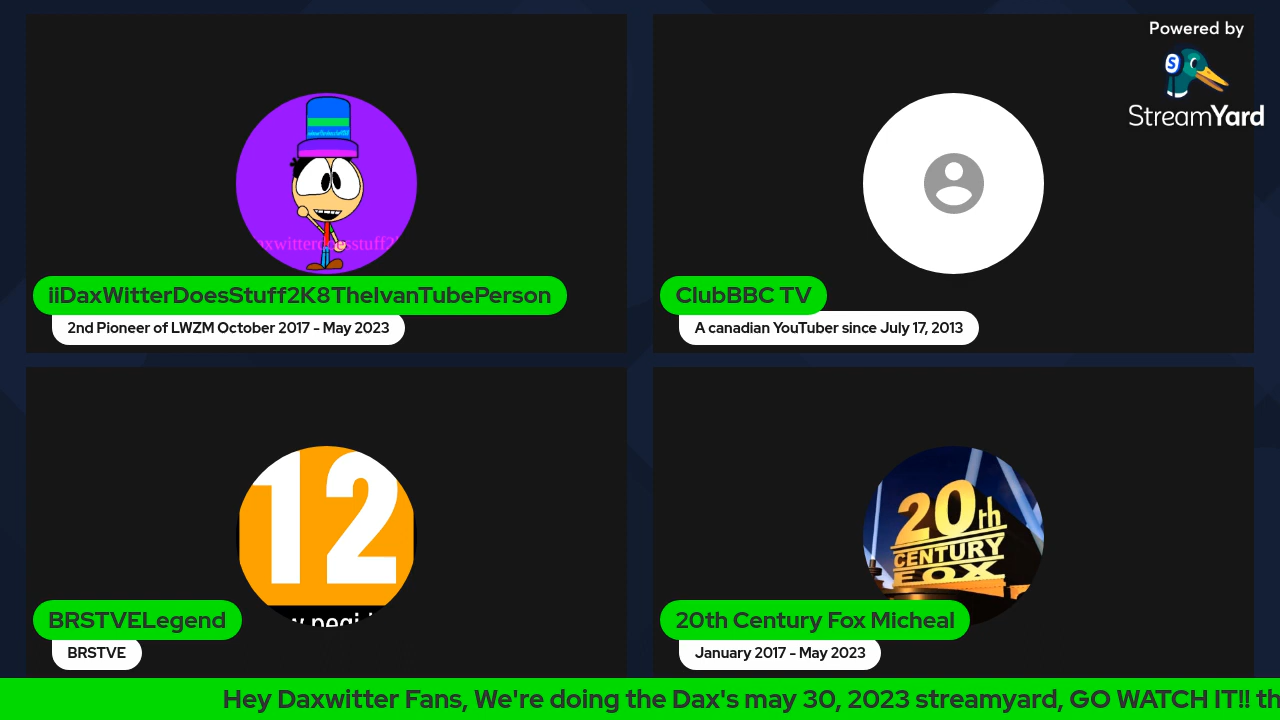 Powered by
StreamYard
iiDaxWitterDoesStuff2K8TheIvanTubePerson
2nd Pioneer of LWZM October 2017 - May 2023
ClubBBC TV
A canadian YouTuber since July 17, 2013
12
BRSTVELegend
BRSTVE
20th
CENTURY
FOX
20th Century Fox Micheal
January 2017 - May 2023
Hey Daxwitter Fans, We're doing the Dax's may 30, 2023 streamyard, GO WATCH IT!! th